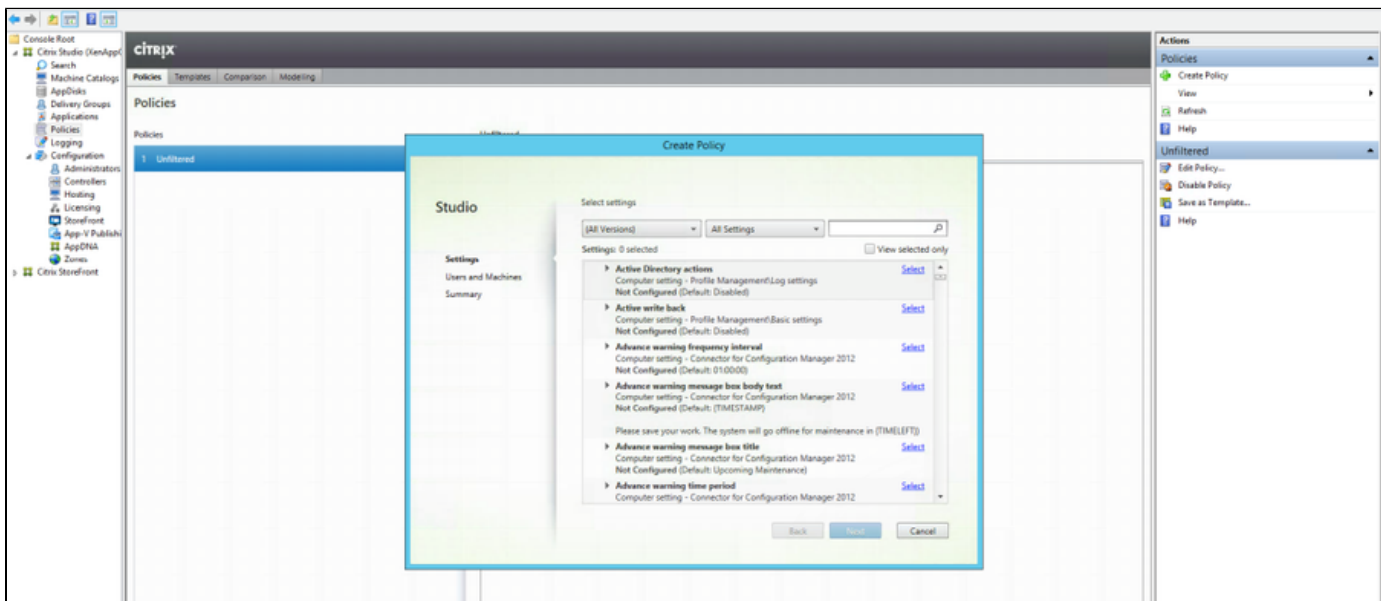 Console Root
Citrix Studio (XenApp
Search
Machine Catalogs
AppDisks
Delivery Groups
Applications
Policies
Logging
Configuration
Administrators
Controllers
Hosting
Licensing
StoreFront
App-V Publishi
AppDNA
Zones
Citrix StoreFront
CITRIX
Policies Templates Comparison Modeling
Policies
Policies
1 Unfiltered
Unfiltered
Create Policy
Studio
Settings
Users and Machines
Summary
Select settings
(All Versions) All Settings
Settings: 0 selected View selected only
Active Directory actions Select
Computer setting - Profile Management\Log settings
Not Configured (Default: Disabled)
Active write back Select
Computer setting - Profile Management\Basic settings
Not Configured (Default: Disabled)
Advance warning frequency interval Select
Computer setting - Connector for Configuration Manager 2012
Not Configured (Default: 01:00:00)
Advance warning message box body text Select
Computer setting - Connector for Configuration Manager 2012
Not Configured (Default: {TIMESTAMP}
Please save your work. The system will go offline for maintenance in {TIMELEFT})
Advance warning message box title Select
Computer setting - Connector for Configuration Manager 2012
Not Configured (Default: Upcoming Maintenance)
Advance warning time period Select
Computer setting - Connector for Configuration Manager 2012
Back Next Cancel
Actions
Policies
Create Policy
View
Refresh
Help
Unfiltered
Edit Policy...
Disable Policy
Save as Template...
Help